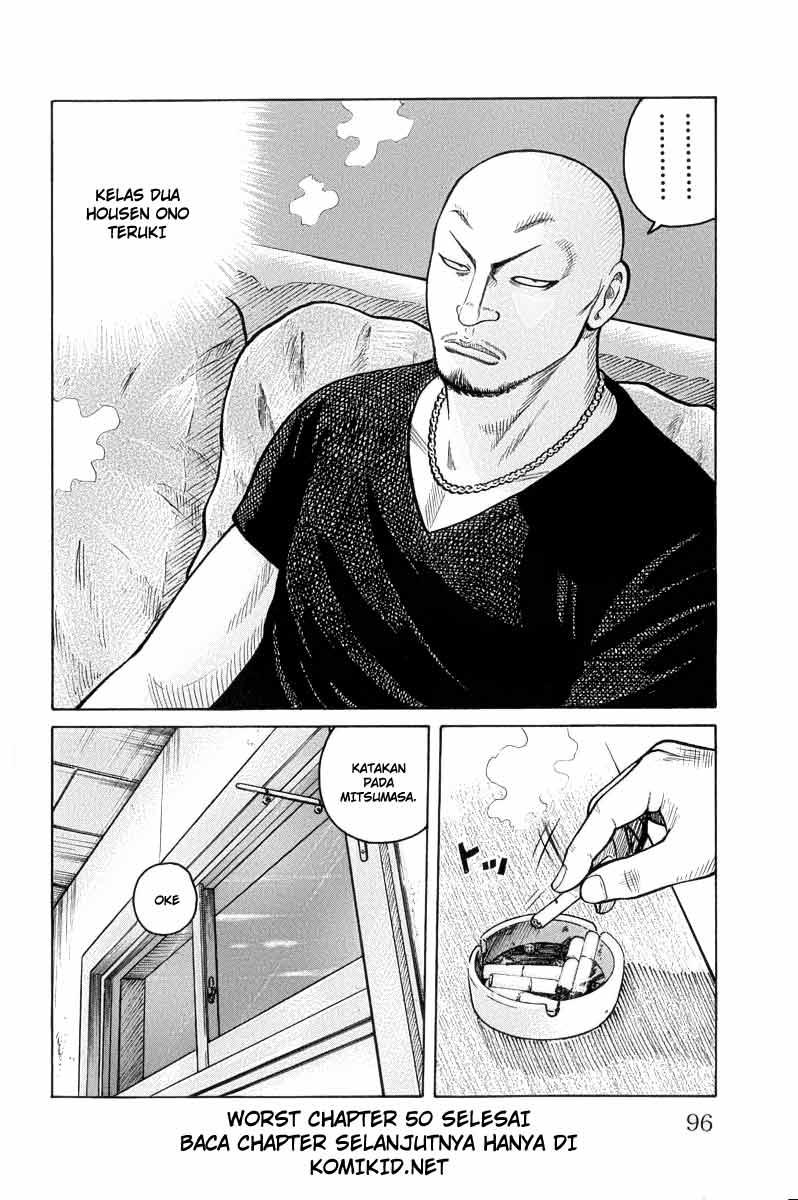 ............
KELAS DUA
HOUSEN ONO
TERUKI
トッ
KATAKAN
PADA
MITSUMASA.
OKE
WORST CHAPTER 50 SELESAI
BACA CHAPTER SELANJUTNYA HANYA DI
KOMIKID.NET
96